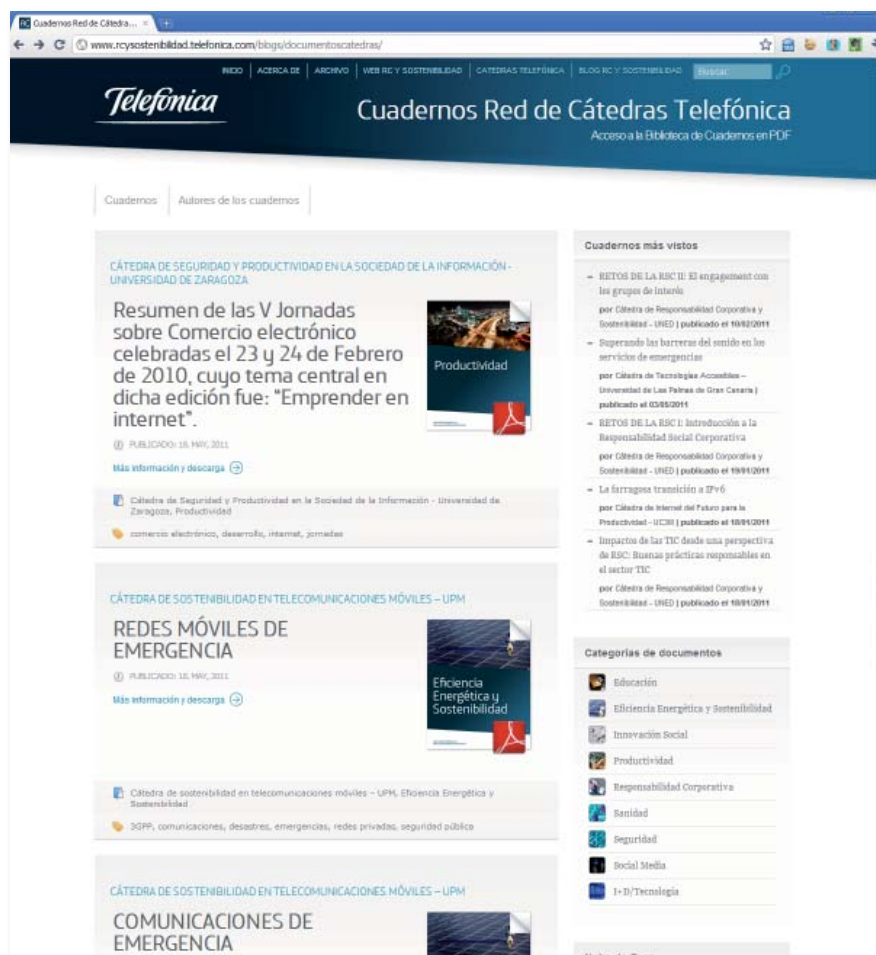 Cuadernos Red de Cátedra...
www.rcysostenibilidad.telefonica.com/blogs/documentoscatedras/
INICIO | ACERCA DE | ARCHIVO | WEB RC Y SOSTENIBILIDAD | CATEDRAS TELEFÓNICA | BLOG RC Y SOSTENIBILIDAD Buscar
Telefónica
Cuadernos Red de Cátedras Telefónica
Acceso a la Biblioteca de Cuadernos en PDF
Cuadernos
Autores de los cuadernos
CÁTEDRA DE SEGURIDAD Y PRODUCTIVIDAD EN LA SOCIEDAD DE LA INFORMACIÓN -
UNIVERSIDAD DE ZARAGOZA
Resumen de las V Jornadas
sobre Comercio electrónico
celebradas el 23 y 24 de Febrero
de 2010, cuyo tema central en
dicha edición fue: "Emprender en
internet".
Productividad
PUBLICADO: 18, MAY, 2011
Más información y descarga
Cátedra de Seguridad y Productividad en la Sociedad de la Información - Universidad de
Zaragoza, Productividad
comercio electrónico, desarrollo, internet, jornadas
CÁTEDRA DE SOSTENIBILIDAD EN TELECOMUNICACIONES MÓVILES – UPM
REDES MÓVILES DE
EMERGENCIA
PUBLICADO: 18, MAY, 2011
Más información y descarga
Eficiencia
Energética y
Sostenibilidad
Cátedra de sostenibilidad en telecomunicaciones móviles – UPM, Eficiencia Energética y
Sostenibilidad
3GPP, comunicaciones, desastres, emergencias, redes privadas, seguridad pública
CÁTEDRA DE SOSTENIBILIDAD EN TELECOMUNICACIONES MÓVILES – UPM
COMUNICACIONES DE
EMERGENCIA
Cuadernos más vistos
RETOS DE LA RSC II: El engagement con
los grupos de interés
por Cátedra de Responsabilidad Corporativa y
Sostenibilidad - UNED | publicado el 10/02/2011
Superando las barreras del sonido en los
servicios de emergencias
por Cátedra de Tecnologías Accesibles –
Universidad de Las Palmas de Gran Canaria |
publicado el 03/05/2011
RETOS DE LA RSC I: Introducción a la
Responsabilidad Social Corporativa
por Cátedra de Responsabilidad Corporativa y
Sostenibilidad - UNED | publicado el 19/01/2011
La farragosa transición a IPv6
por Cátedra de Internet del Futuro para la
Productividad - UC3M | publicado el 18/01/2011
Impactos de las TIC desde una perspectiva
de RSC: Buenas prácticas responsables en
el sector TIC
por Cátedra de Responsabilidad Corporativa y
Sostenibilidad - UNED | publicado el 18/01/2011
Categorías de documentos
Educación
Eficiencia Energética y Sostenibilidad
Innovación Social
Productividad
Responsabilidad Corporativa
Sanidad
Seguridad
Social Media
I+D/Tecnología